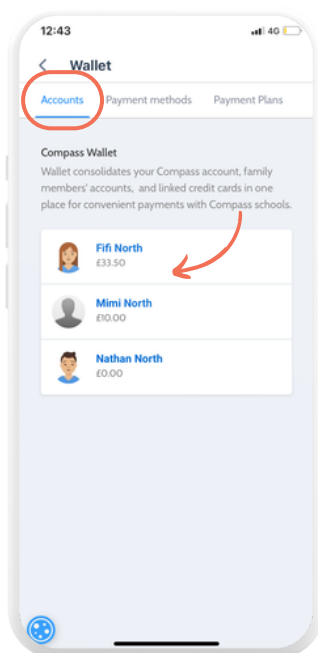 12:43
4G
Wallet
Accounts Payment methods Payment Plans
Compass Wallet
Wallet consolidates your Compass account, family
members' accounts, and linked credit cards in one
place for convenient payments with Compass schools.
Fifi North
£33.50
Mimi North
£10.00
Nathan North
£0.00